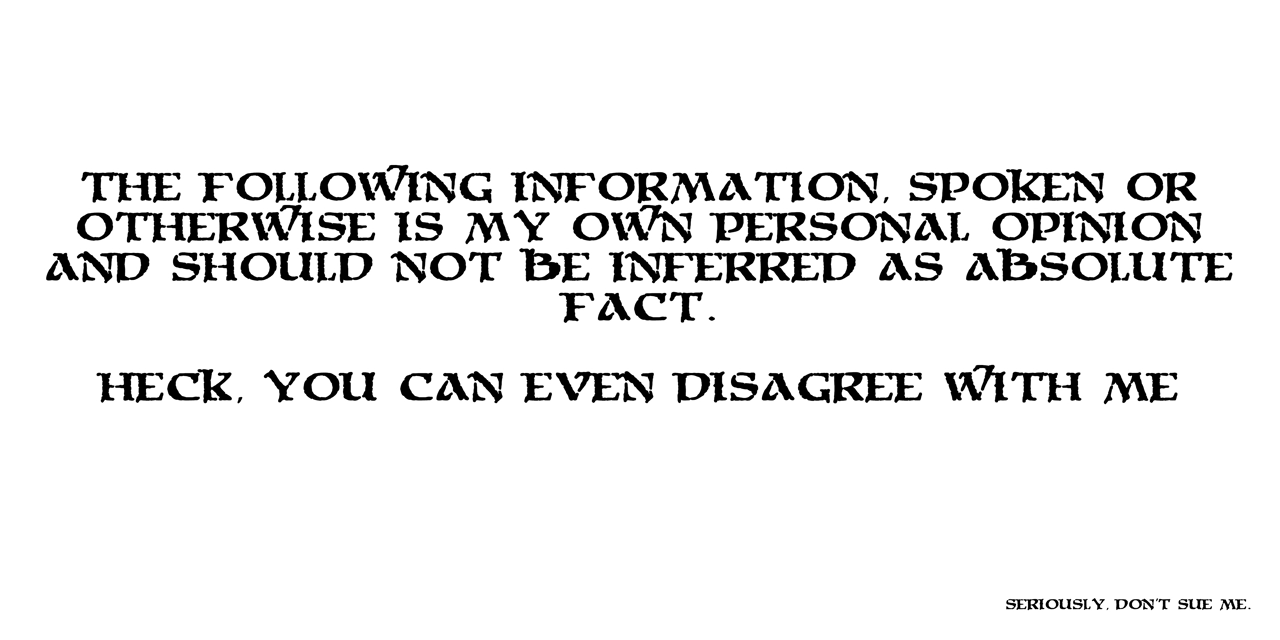 THE FOLLOWING INFORMATION, SPOKEN OR
OTHERWISE IS MY OWN PERSONAL OPINION
AND SHOULD NOT BE INFERRED AS ABSOLUTE
FACT.
HECK, YOU CAN EVEN DISAGREE WITH ME
SERIOUSLY, DON'T SUE ME.